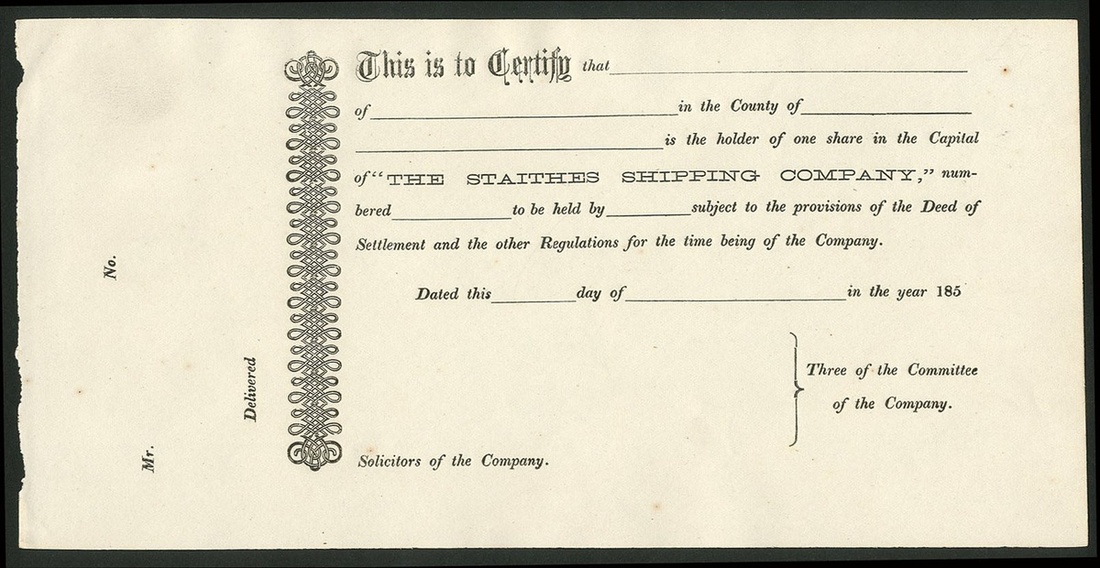 This is to Certify that
of in the County of
is the holder of one share in the Capital
of "THE STAITHES SHIPPING COMPANY," num-
bered to be held by subject to the provisions of the Deed of
Settlement and the other Regulations for the time being of the Company.
Dated this day of in the year 185
Three of the Committee
of the Company.
Solicitors of the Company.
No.
Mr.
Delivered